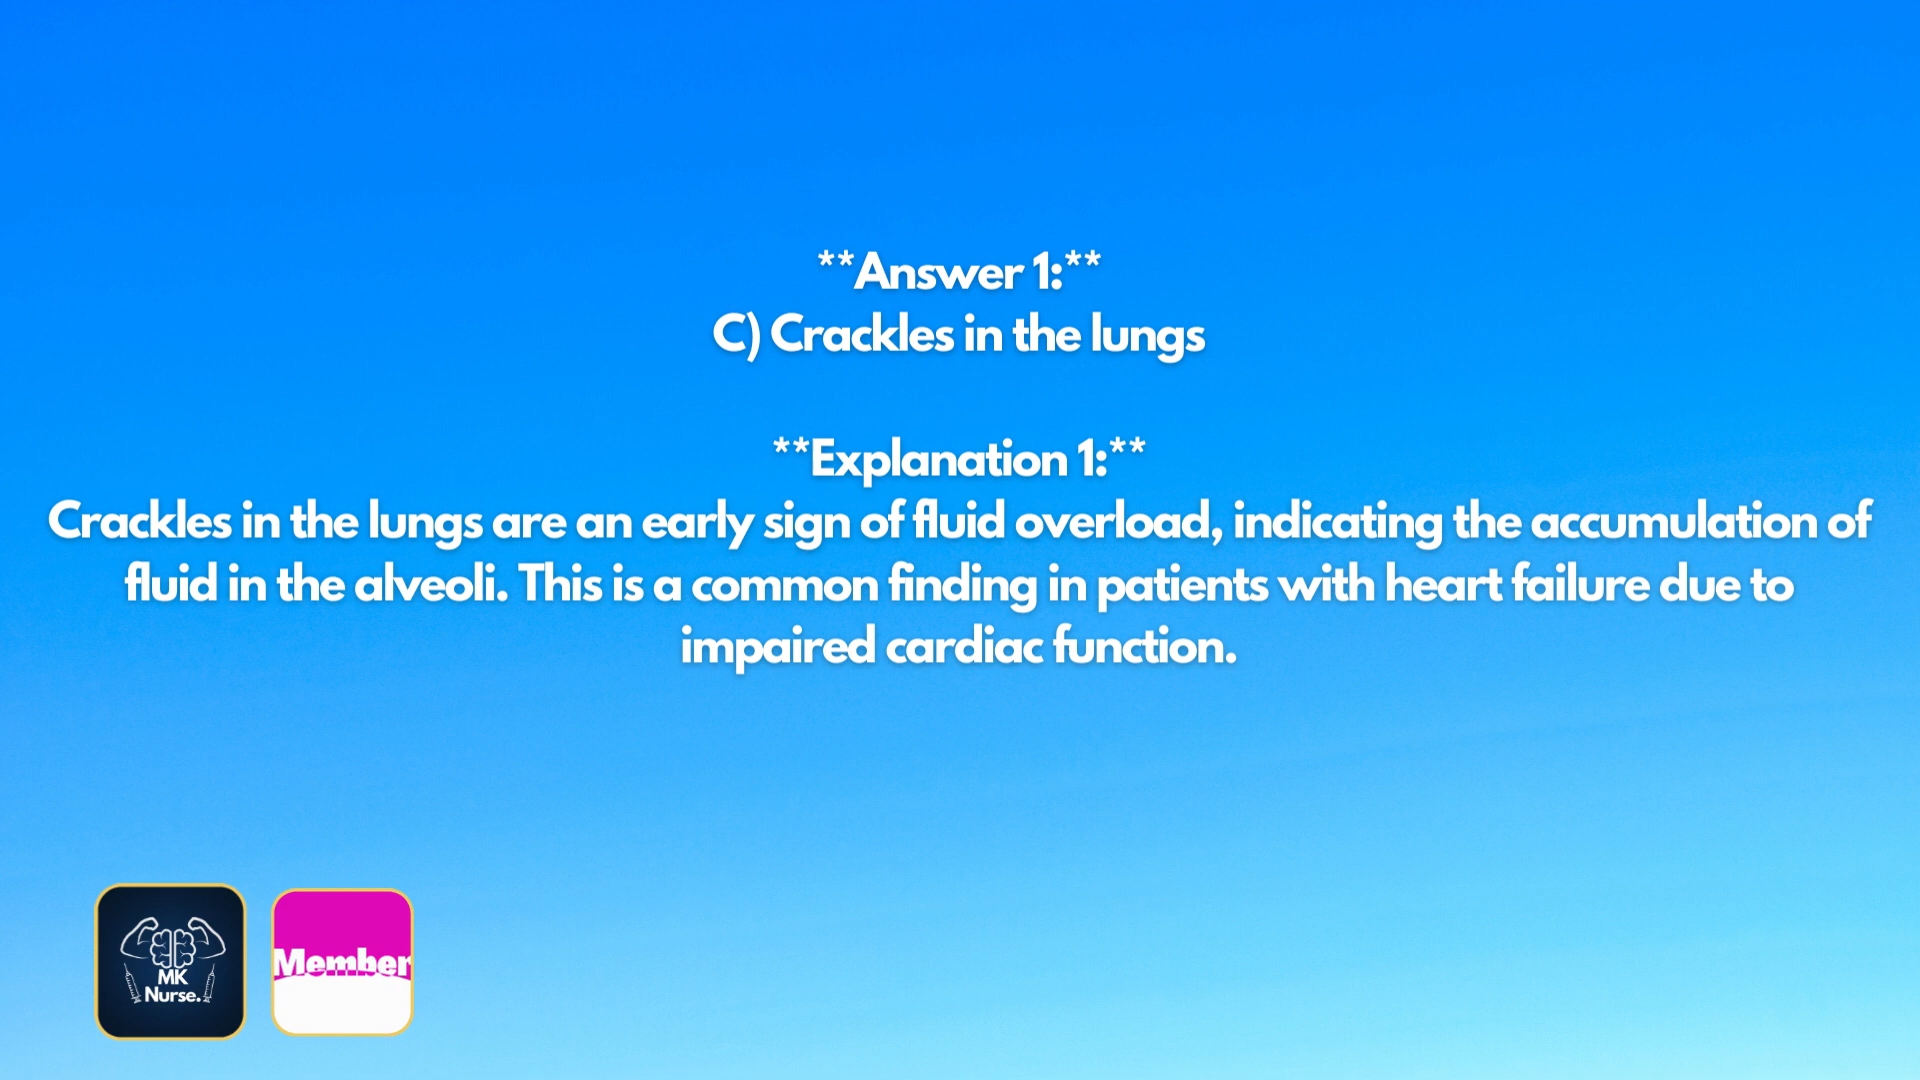 **Answer 1:**
C) Crackles in the lungs
**Explanation 1:**
Crackles in the lungs are an early sign of fluid overload, indicating the accumulation of
fluid in the alveoli. This is a common finding in patients with heart failure due to
impaired cardiac function.
MK
Nurse.
Member